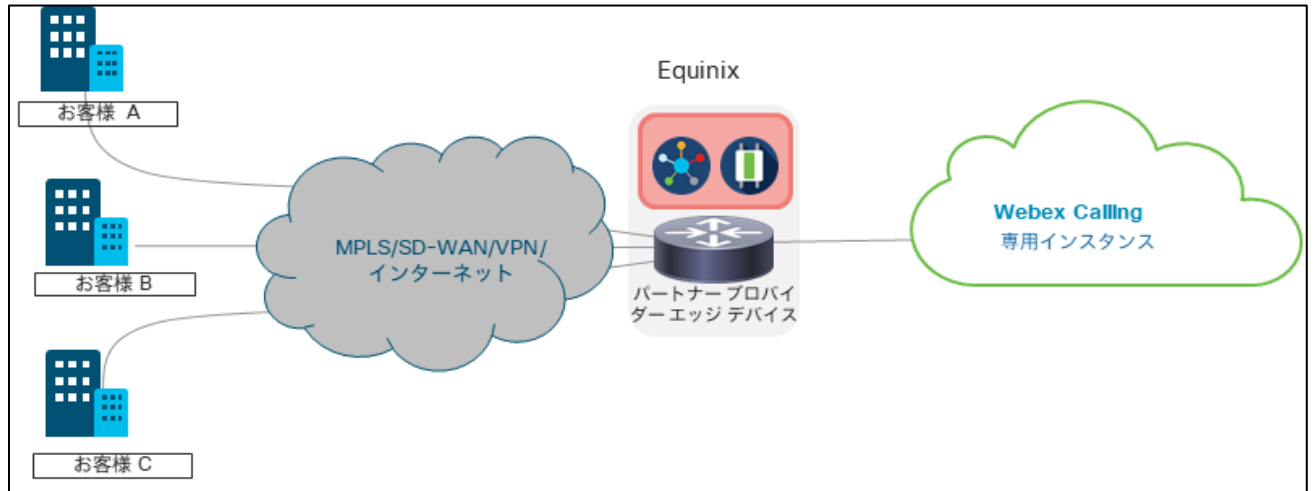 お客様 A
Equinix
お客様 B
MPLS/SD-WAN/VPN/
インターネット
パートナー プロバイ
ダー エッジ デバイス
Webex Calling
専用インスタンス
お客様 C